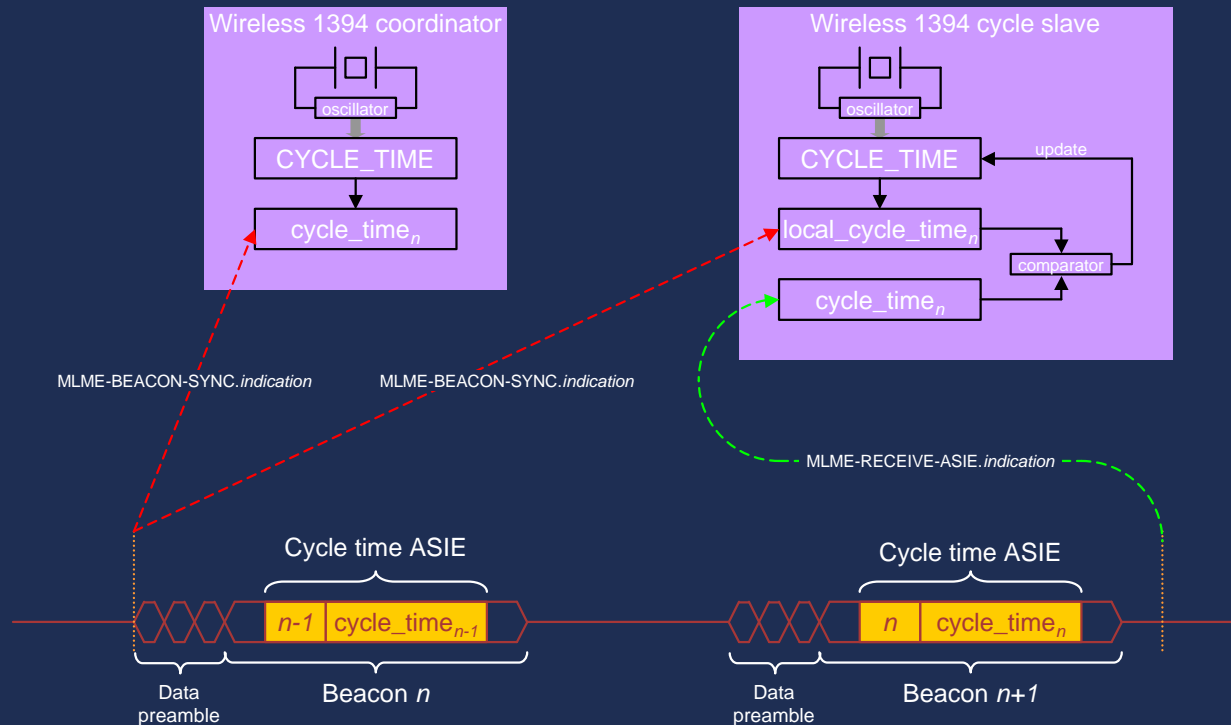 Wireless 1394 coordinator
oscillator
CYCLE_TIME
cycle_timen
Wireless 1394 cycle slave
oscillator
CYCLE_TIME
update
local_cycle_timen
comparator
cycle_timen
MLME-BEACON-SYNC.indication
MLME-BEACON-SYNC.indication
MLME-RECEIVE-ASIE.indication
Cycle time ASIE
n-1 cycle_timen-1
Data
preamble
Beacon n
Cycle time ASIE
n cycle_timen
Data
preamble
Beacon n+1